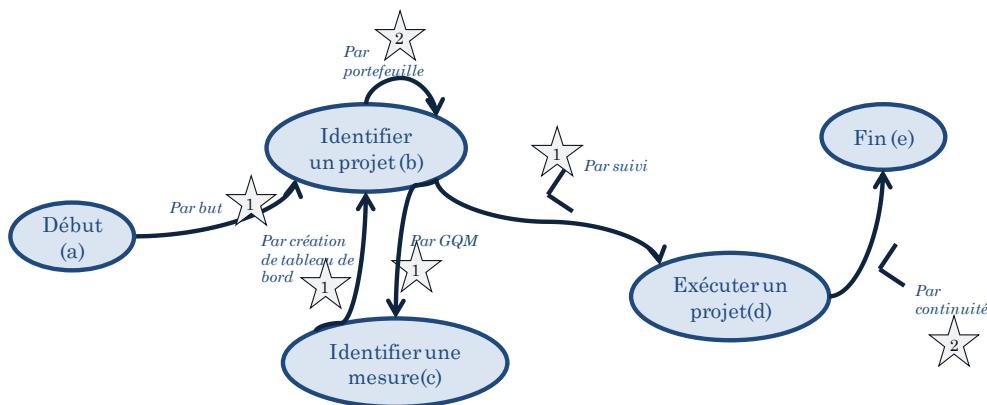 2
Par
portefeuille
Identifier
un projet (b)
Fin (e)
1
Par suivi
Par but
1
Début
(a)
Par création
de tableau de
bord
1
Par GQM
1
Exécuter un
projet(d)
Par
continuité
2
Identifier une
mesure(c)